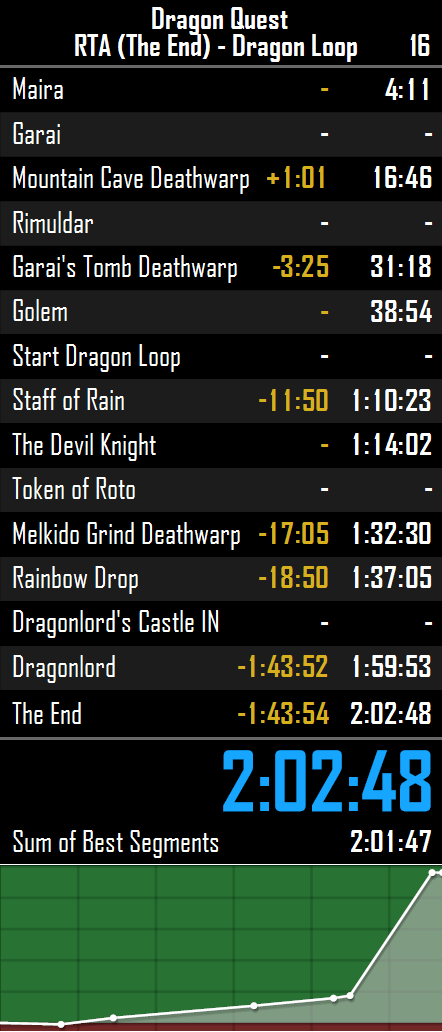 Dragon Quest
RTA (The End) - Dragon Loop 16
Maira - 4:11
Garai - -
Mountain Cave Deathwarp +1:01 16:46
Rimuldar - -
Garai's Tomb Deathwarp -3:25 31:18
Golem - 38:54
Start Dragon Loop - -
Staff of Rain -11:50 1:10:23
The Devil Knight - 1:14:02
Token of Roto - -
Melkido Grind Deathwarp -17:05 1:32:30
Rainbow Drop -18:50 1:37:05
Dragonlord's Castle IN - -
Dragonlord -1:43:52 1:59:53
The End -1:43:54 2:02:48
2:02:48
Sum of Best Segments 2:01:47